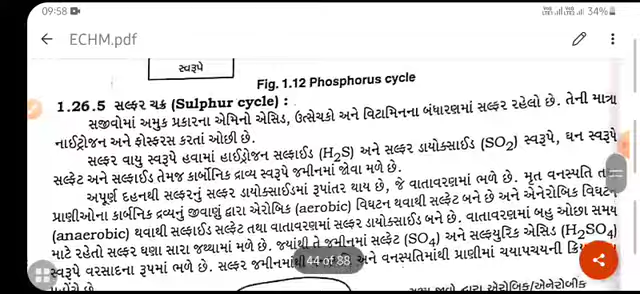 09:58
34%
ECHM.pdf
સ્વરૂપે
Fig. 1.12 Phosphorus cycle
1.26.5 સલ્ફર ચક્ર (Sulphur cycle) :
સજીવોમાં અમુક પ્રકારના એમિનો એસિડ, ઉત્સેચકો અને વિટામિનના બંધારણમાં સલ્ફર રહેલો છે. તેની માત્રા
નાઈટ્રોજન અને ફોસ્ફરસ કરતાં ઓછી છે.
સલ્ફર વાયુ સ્વરૂપે હવામાં હાઈડ્રોજન સલ્ફાઈડ (H₂S) અને સલ્ફર ડાયોક્સાઈડ (SO₂) સ્વરૂપે, ઘન સ્વરૂપે
સલ્ફેટ અને સલ્ફાઈડ તેમજ કાર્બોનિક દ્રાવ્ય સ્વરૂપે જમીનમાં જોવા મળે છે.
અપૂર્ણ દહનથી સલ્ફરનું સલ્ફર ડાયોક્સાઈડમાં રૂપાંતર થાય છે, જે વાતાવરણમાં ભળે છે. મૃત વનસ્પતિ
પ્રાણીઓના કાર્બનિક દ્રવ્યનું જીવાણું દ્વારા એરોબિક (aerobic) વિઘટન થવાથી સલ્ફેટ બને છે અને એનેરોબિક વિઘટન
(anaerobic) થવાથી સલ્ફાઈડ સલ્ફેટ તથા વાતાવરણમાં સલ્ફર ડાયોક્સાઈડ બને છે. વાતાવરણમાં બહુ ઓછા સમય
માટે રહેતો સલ્ફર ઘણા સારા જથ્થામાં મળે છે. જ્યાંથી તે જમીનમાં સલ્ફેટ (SO₄) અને સલ્ફ્યુરિક એસિડ (H₂SO₄)
સ્વરૂપે વરસાદના રૂપમાં ભળે છે. સલ્ફર જમીનમાંથી અને વનસ્પતિમાંથી પ્રાણીમાં ચયાપચયની
44 of 88
દ્વારા એરોબિક/એનેરોબીક